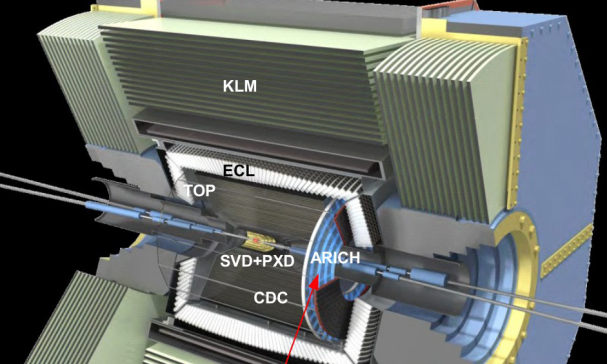 KLM
ECL
TOP
SVD+PXD
ARICH
CDC